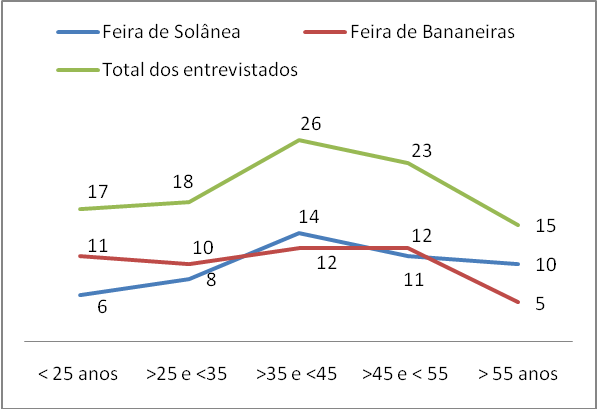 Feira de Solânea
Feira de Bananeiras
Total dos entrevistados
26
23
18
17
15
14
12
11
10
12
11
10
8
6
5
< 25 anos
>25 e <35
>35 e <45
>45 e < 55
> 55 anos